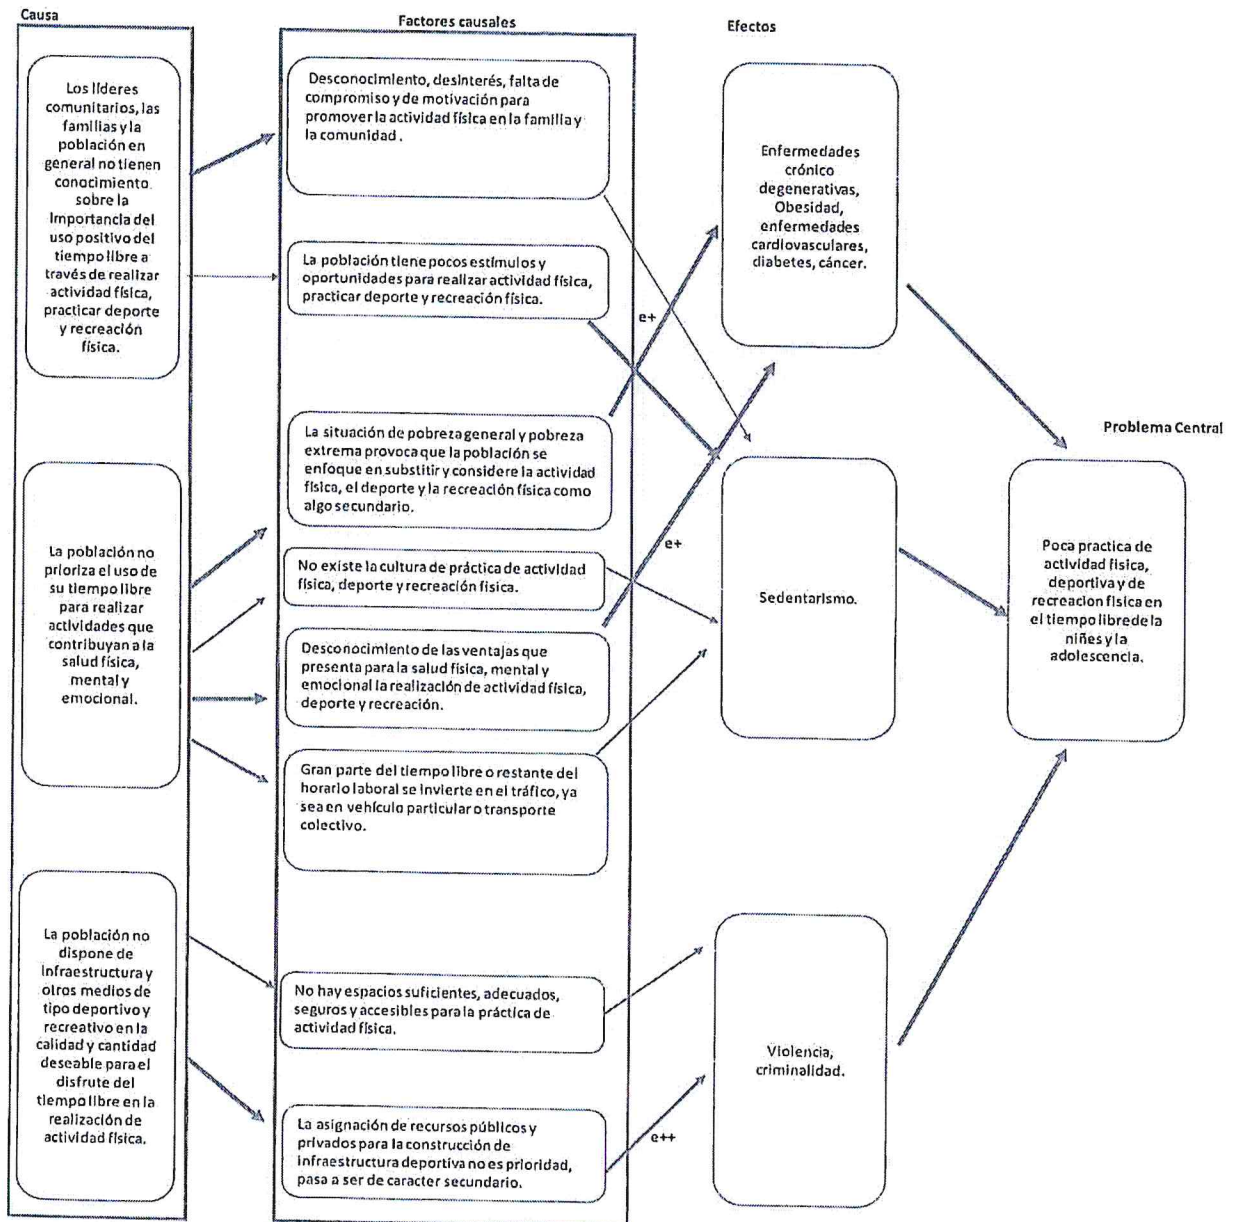 Causa
Factores causales
Efectos
Los líderes
comunitarios, las
familias y la
población en
general no tienen
conocimiento
sobre la
importancia del
uso positivo del
tiempo libre a
través de realizar
actividad física,
practicar deporte
y recreación
física.
Desconocimiento, desinterés, falta de
compromiso y de motivación para
promover la actividad física en la familia y
la comunidad .
La población tiene pocos estímulos y
oportunidades para realizar actividad física,
practicar deporte y recreación física.
Enfermedades
crónico
degenerativas,
Obesidad,
enfermedades
cardiovasculares,
diabetes, cáncer.
e+
La población no
prioriza el uso de
su tiempo libre
para realizar
actividades que
contribuyan a la
salud física,
mental y
emocional.
La situación de pobreza general y pobreza
extrema provoca que la población se
enfoque en substitir y considere la actividad
física, el deporte y la recreación física como
algo secundario.
No existe la cultura de práctica de actividad
física, deporte y recreación física.
e+
Desconocimiento de las ventajas que
presenta para la salud física, mental y
emocional la realización de actividad física,
deporte y recreación.
Gran parte del tiempo libre o restante del
horario laboral se invierte en el tráfico, ya
sea en vehículo particular o transporte
colectivo.
Sedentarismo.
Problema Central
Poca practica de
actividad fisica,
deportiva y de
recreacion fisica en
el tiempo librede la
niñes y la
adolescencia.
La población no
dispone de
infraestructura y
otros medios de
tipo deportivo y
recreativo en la
calidad y cantidad
deseable para el
disfrute del
tiempo libre en la
realización de
actividad física.
No hay espacios suficientes, adecuados,
seguros y accesibles para la práctica de
actividad física.
La asignación de recursos públicos y
privados para la construcción de
infraestructura deportiva no es prioridad,
pasa a ser de caracter secundario.
e++
Violencia,
criminalidad.